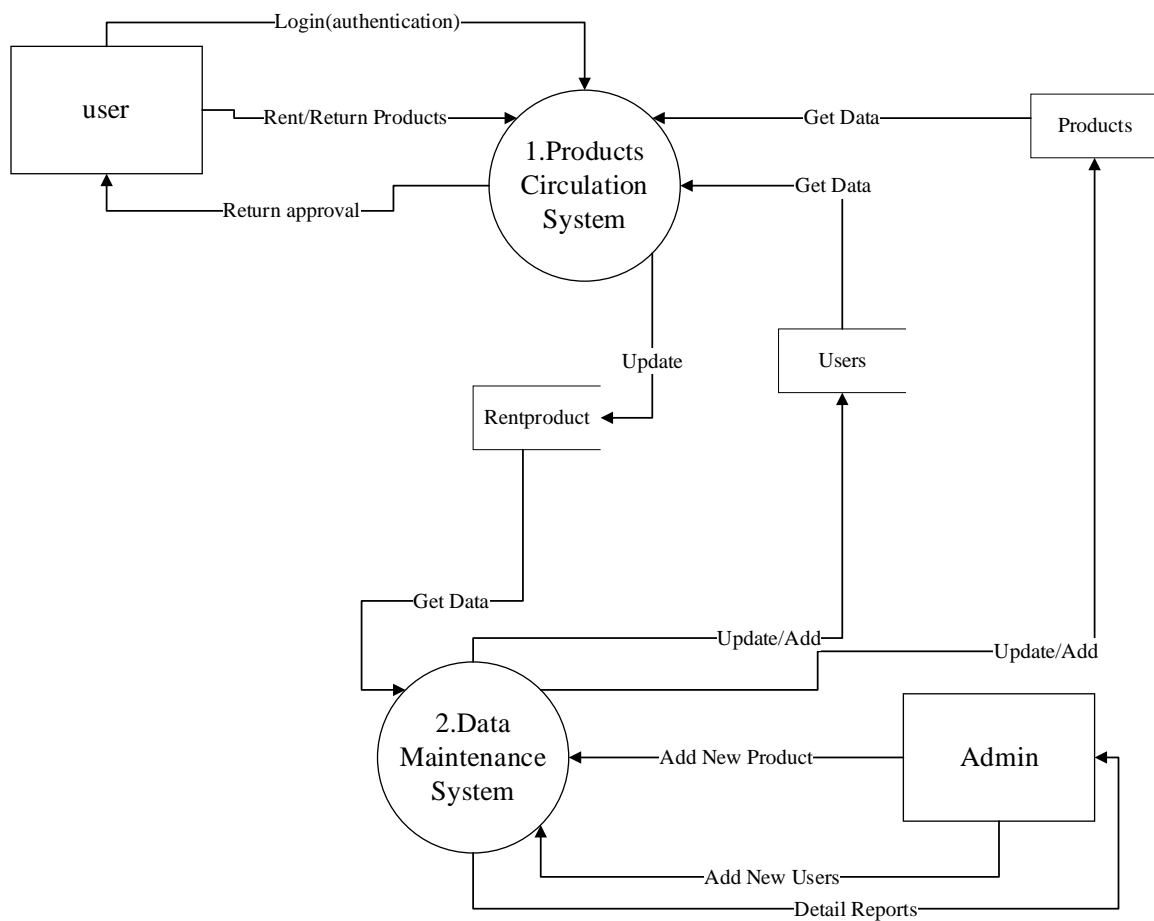 Login(authentication)
user
Rent/Return Products
Get Data
Products
1.Products
Circulation
System
Get Data
Return approval
Update
Users
Rentproduct
Get Data
Update/Add
Update/Add
2.Data
Maintenance
System
Add New Product
Admin
Add New Users
Detail Reports